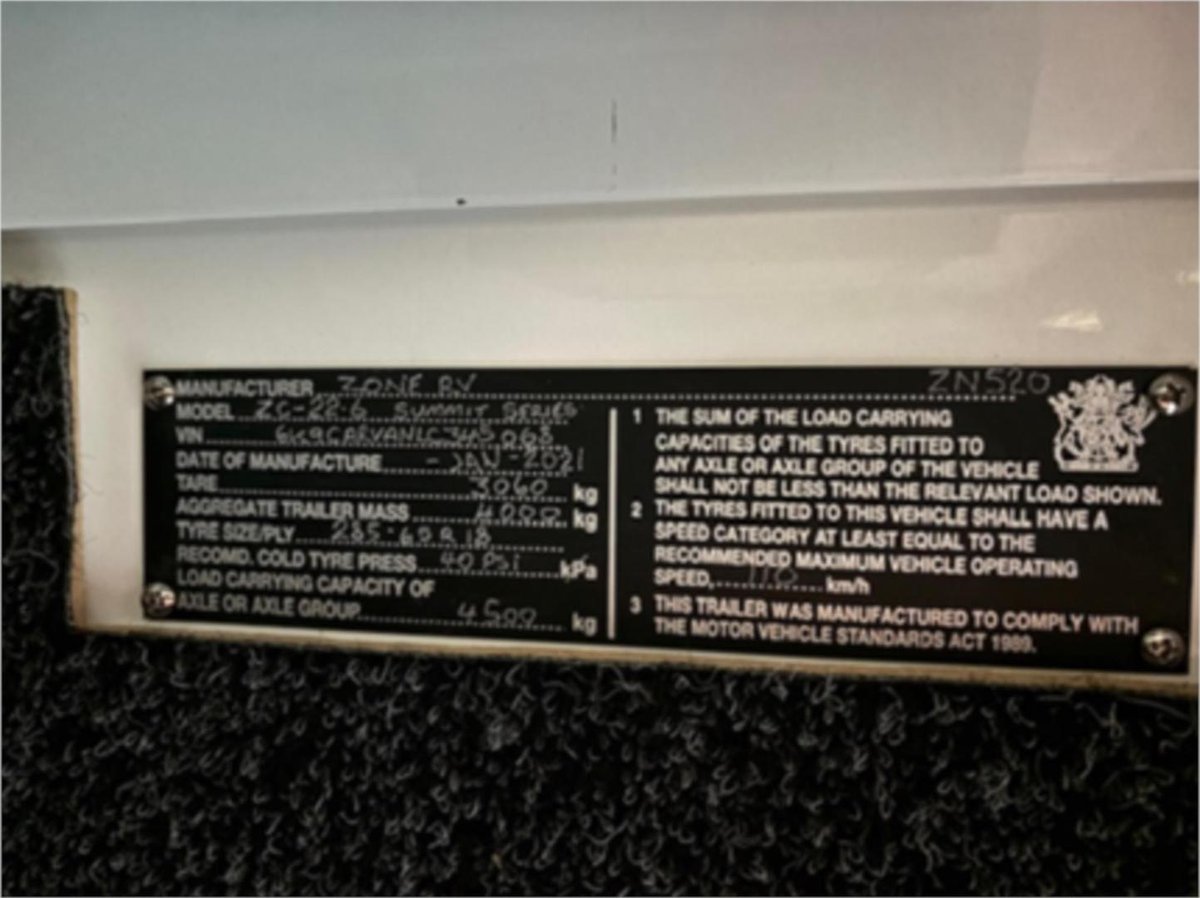 MANUFACTURER ZONE RV ZN520
MODEL ZC-22.6 SUMMIT SERIES
VIN
DATE OF MANUFACTURE - JAN - 2021
TARE 3060 kg
AGGREGATE TRAILER MASS 4000 kg
TYRE SIZE/PLY 285-60R18
RECOMD. COLD TYRE PRESS 40 PSI kPa
LOAD CARRYING CAPACITY OF
AXLE OR AXLE GROUP 4500 kg
1 THE SUM OF THE LOAD CARRYING
CAPACITIES OF THE TYRES FITTED TO
ANY AXLE OR AXLE GROUP OF THE VEHICLE
SHALL NOT BE LESS THAN THE RELEVANT LOAD SHOWN.
2 THE TYRES FITTED TO THIS VEHICLE SHALL HAVE A
SPEED CATEGORY AT LEAST EQUAL TO THE
RECOMMENDED MAXIMUM VEHICLE OPERATING
SPEED, 110 km/h
3 THIS TRAILER WAS MANUFACTURED TO COMPLY WITH
THE MOTOR VEHICLE STANDARDS ACT 1989.